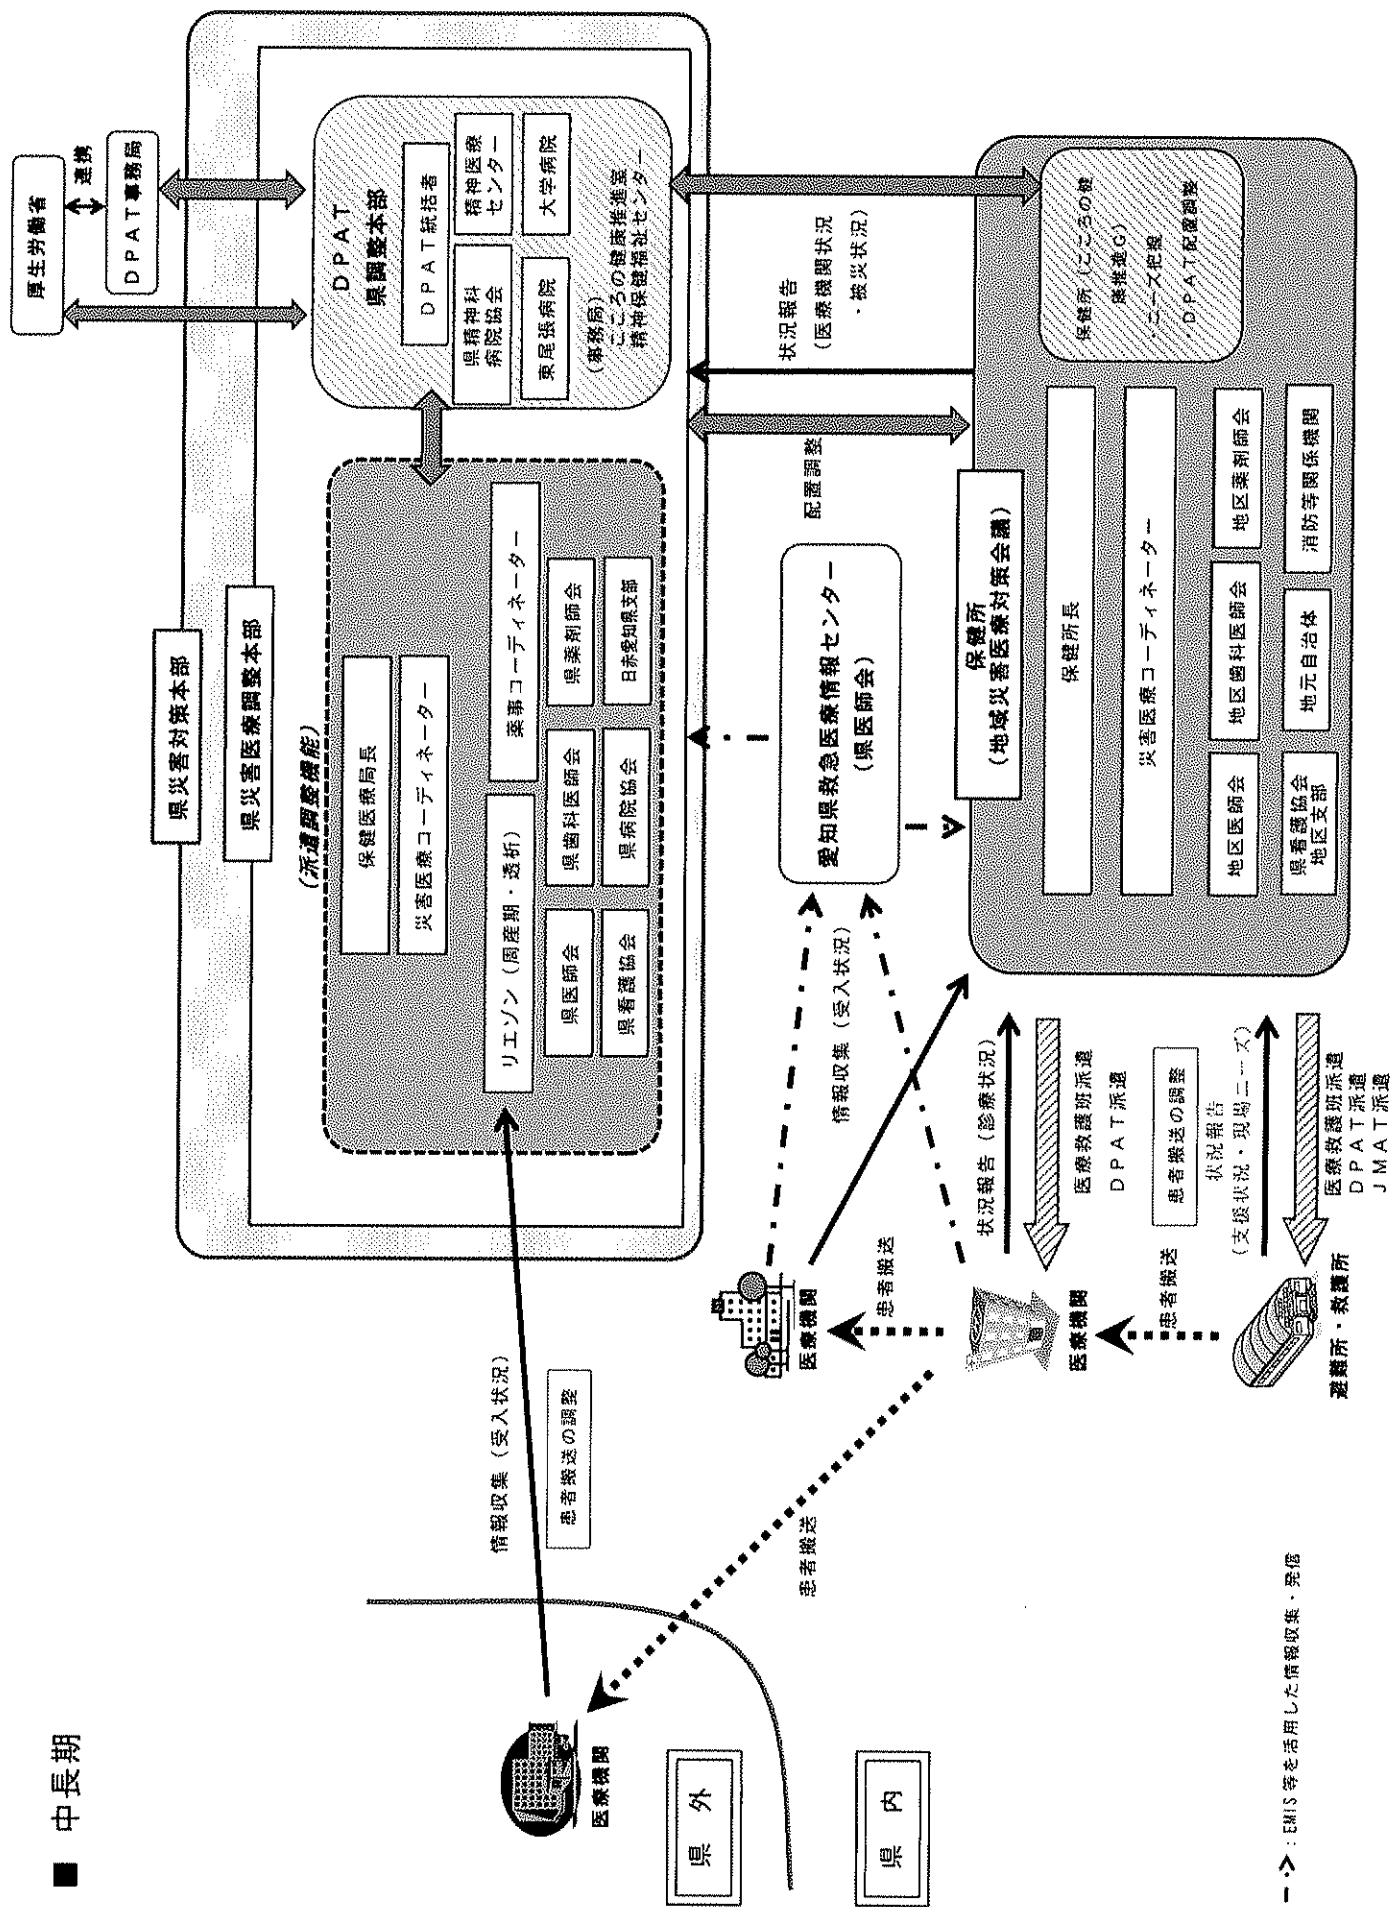 ■ 中長期
厚生労働省
連携
DPAT事務局
県災害対策本部
県災害医療調整本部
(派遣調整機能)
保健医療局長
災害医療コーディネーター
リエゾン(周産期・透析)
薬事コーディネーター
県医師会
県歯科医師会
県薬剤師会
県看護協会
県病院協会
日赤愛知県支部
DPAT
県調整本部
DPAT統括者
県精神科
病院協会
精神医療
センター
東尾張病院
大学病院
(事務局)
こころの健康推進室
精神保健福祉センター
情報収集(受入状況)
患者搬送の調整
医療機関
県 外
県 内
患者搬送
医療機関
患者搬送
医療機関
患者搬送
避難所・救護所
情報収集(受入状況)
愛知県救急医療情報センター
(県医師会)
配置調整
状況報告
(医療機関状況
・被災状況)
状況報告(診療状況)
医療救護班派遣
DPAT派遣
患者搬送の調整
状況報告
(支援状況・現場ニーズ)
医療救護班派遣
DPAT派遣
JMAT派遣
保健所
(地域災害医療対策会議)
保健所長
災害医療コーディネーター
地区医師会
地区歯科医師会
地区薬剤師会
県看護協会
地区支部
地元自治体
消防等関係機関
保健所(こころの健
康推進G)
・ニーズ把握
・DPAT配置調整
:EMIS等を活用した情報収集・発信